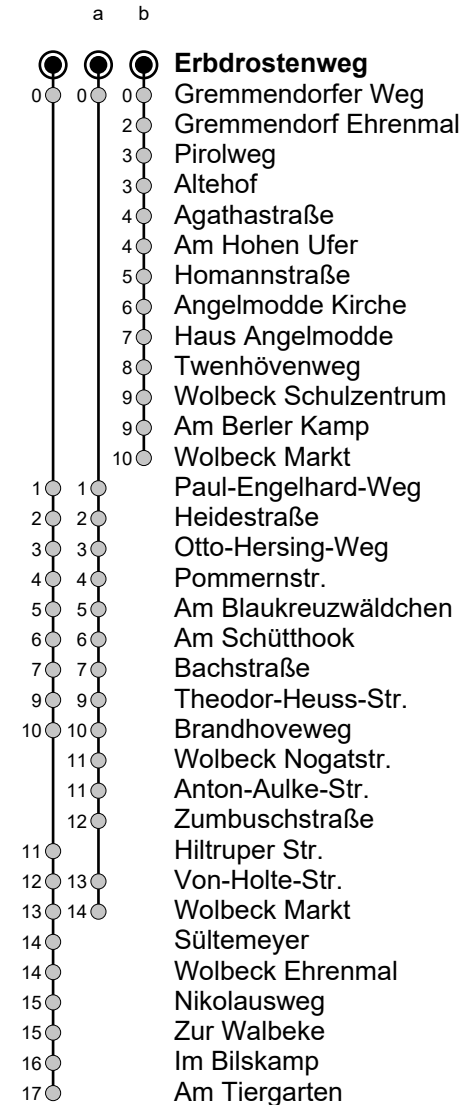 a b
Erbdrostenweg
0 0 0 Gremmendorfer Weg
2 Gremmendorf Ehrenmal
3 Pirolweg
3 Altehof
4 Agathastraße
4 Am Hohen Ufer
5 Homannstraße
6 Angelmodde Kirche
7 Haus Angelmodde
8 Twenhövenweg
9 Wolbeck Schulzentrum
9 Am Berler Kamp
10 Wolbeck Markt
1 1 Paul-Engelhard-Weg
2 2 Heidestraße
3 3 Otto-Hersing-Weg
4 4 Pommernstr.
5 5 Am Blaukreuzwäldchen
6 6 Am Schütthook
7 7 Bachstraße
9 9 Theodor-Heuss-Str.
10 10 Brandhoveweg
11 Wolbeck Nogatstr.
11 Anton-Aulke-Str.
12 Zumbuschstraße
11 Hiltruper Str.
12 13 Von-Holte-Str.
13 14 Wolbeck Markt
14 Sültemeyer
14 Wolbeck Ehrenmal
15 Nikolausweg
15 Zur Walbeke
16 Im Bilskamp
17 Am Tiergarten